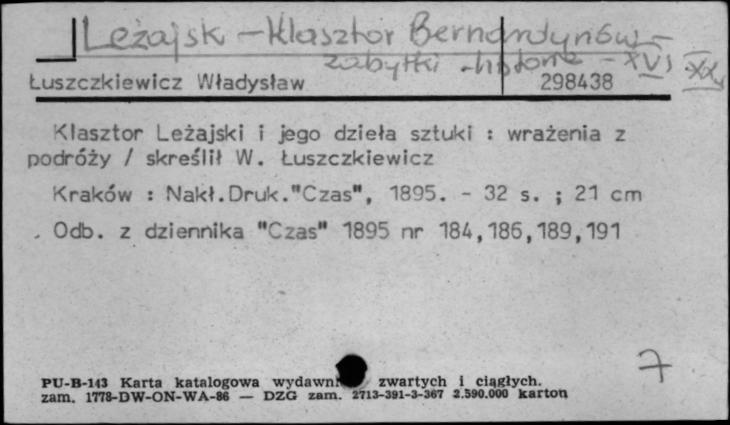 Leżajsk - Klasztor Bernardynów -
zabytki - historia - XVI - XX w
Łuszczkiewicz Władysław 298438
Klasztor Leżajski i jego dzieła sztuki : wrażenia z
podróży / skreślił W. Łuszczkiewicz
Kraków : Nakł.Druk."Czas", 1895. - 32 s. ; 21 cm
Odb. z dziennika "Czas" 1895 nr 184,186,189,191
7
PU-B-143 Karta katalogowa wydawni zwartych i ciągłych.
zam. 1778-DW-ON-WA-86 — DZG zam. 2713-391-3-367 2.590.000 karton